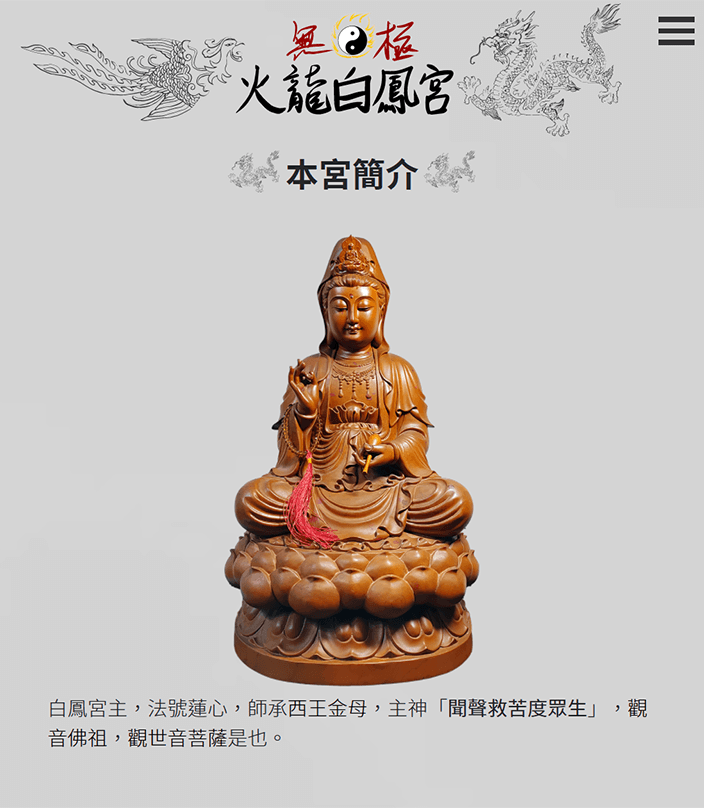 無極
火龍白鳳宮
本宮簡介
白鳳宮主，法號蓮心，師承西王金母，主神「聞聲救苦度眾生」，觀
音佛祖，觀世音菩薩是也。